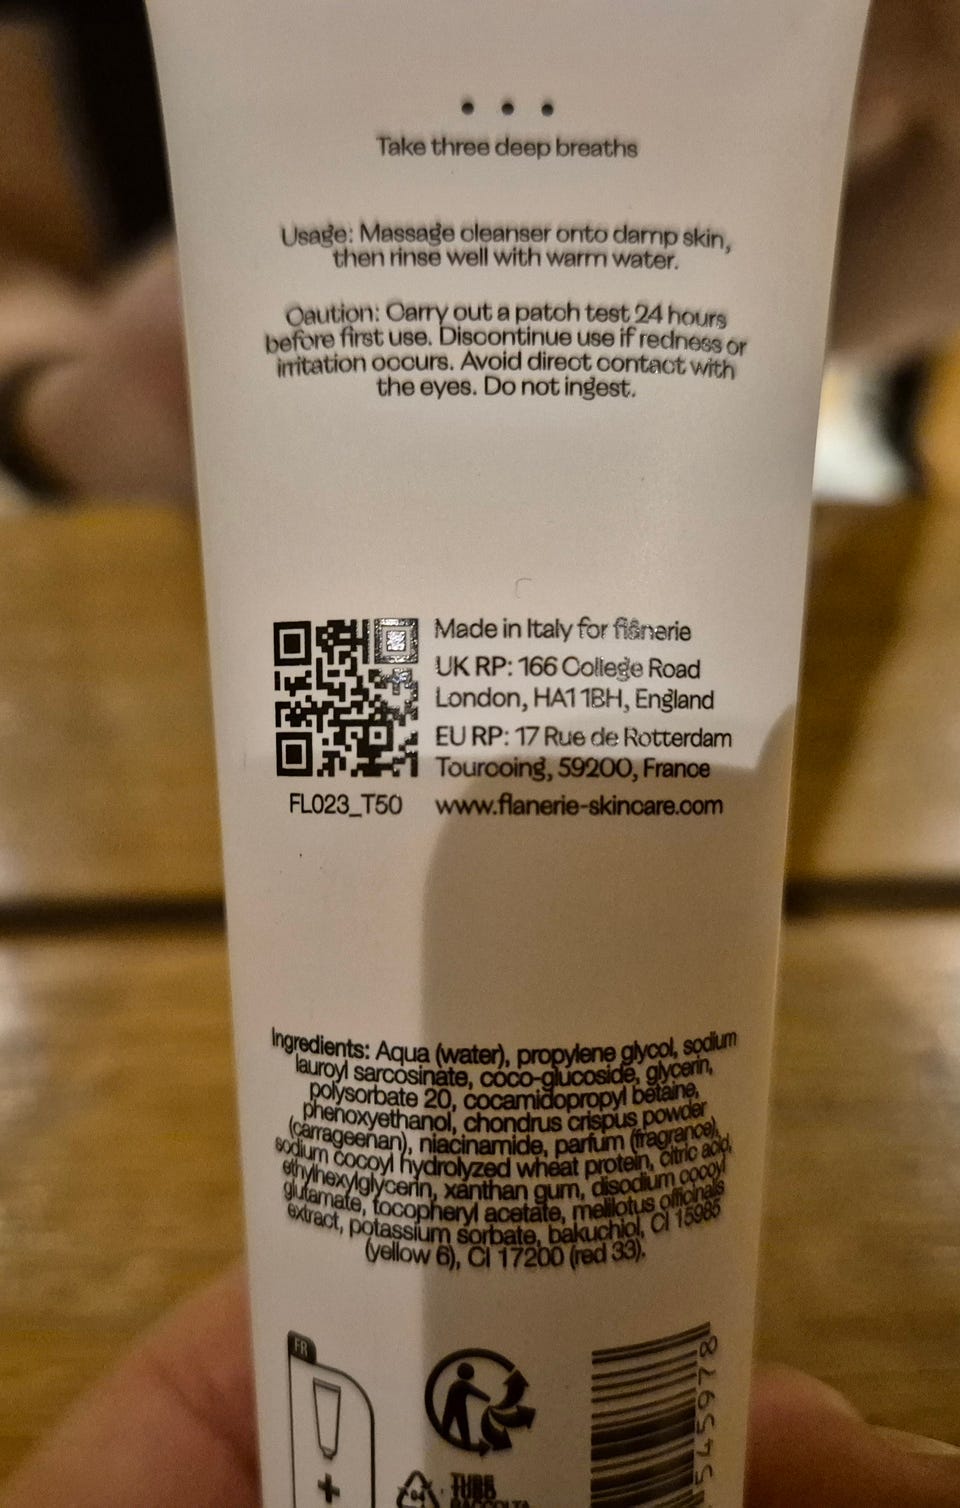 Take three deep breaths
Usage: Massage cleanser onto damp skin,
then rinse well with warm water.
Caution: Carry out a patch test 24 hours
before first use. Discontinue use if redness or
irritation occurs. Avoid direct contact with
the eyes. Do not ingest.
Made in Italy for flânerie
UK RP: 166 College Road
London, HA1 1BH, England
EU RP: 17 Rue de Rotterdam
Tourcoing, 59200, France
FL023_T50
www.flanerie-skincare.com
Ingredients: Aqua (water), propylene glycol, sodium
lauroyl sarcosinate, coco-glucoside, glycerin,
polysorbate 20, cocamidopropyl betaine,
phenoxyethanol, chondrus crispus powder
(carrageenan), niacinamide, parfum (fragrance),
sodium cocoyl hydrolyzed wheat protein, citric acid,
ethylhexylglycerin, xanthan gum, disodium cocoyl
glutamate, tocopheryl acetate, melilotus officinalis
extract, potassium sorbate, bakuchiol, CI 15985
(yellow 6), CI 17200 (red 33).
FR
545978